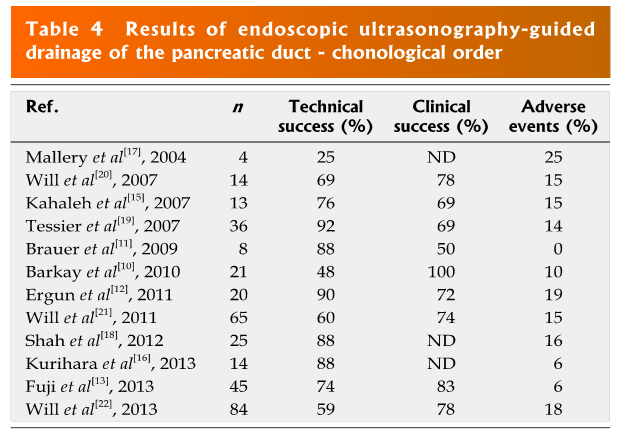 Table 4 Results of endoscopic ultrasonography-guided
drainage of the pancreatic duct - chonological order
Ref. n Technical success (%) Clinical success (%) Adverse events (%)
Mallery et al[17], 2004 4 25 ND 25
Will et al[20], 2007 14 69 78 15
Kahaleh et al[15], 2007 13 76 69 15
Tessier et al[19], 2007 36 92 69 14
Brauer et al[11], 2009 8 88 50 0
Barkay et al[10], 2010 21 48 100 10
Ergun et al[12], 2011 20 90 72 19
Will et al[21], 2011 65 60 74 15
Shah et al[18], 2012 25 88 ND 16
Kurihara et al[16], 2013 14 88 ND 6
Fuji et al[13], 2013 45 74 83 6
Will et al[22], 2013 84 59 78 18